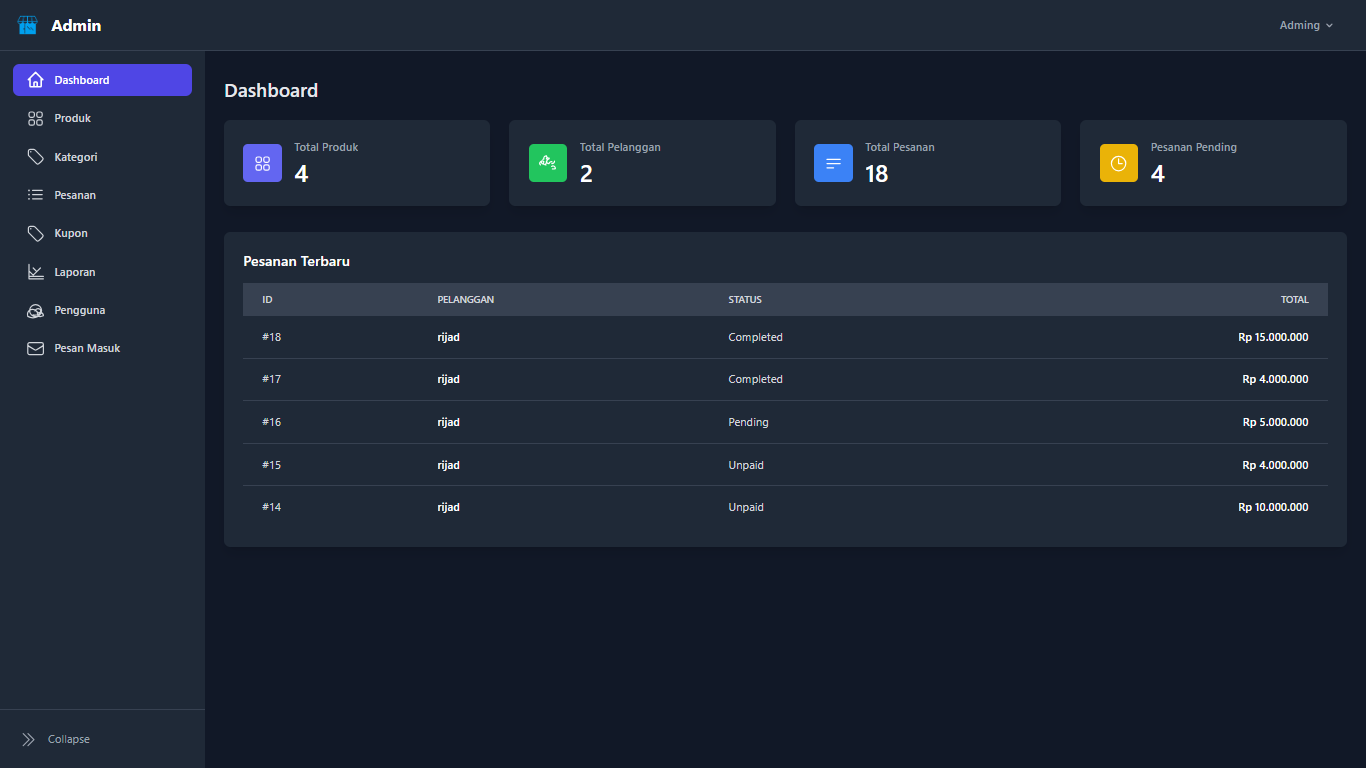 Admin
Adming
Dashboard
Produk
Kategori
Pesanan
Kupon
Laporan
Pengguna
Pesan Masuk
Collapse
Dashboard
Total Produk
4
Total Pelanggan
2
Total Pesanan
18
Pesanan Pending
4
Pesanan Terbaru
ID PELANGGAN STATUS TOTAL
#18 rijad Completed Rp 15.000.000
#17 rijad Completed Rp 4.000.000
#16 rijad Pending Rp 5.000.000
#15 rijad Unpaid Rp 4.000.000
#14 rijad Unpaid Rp 10.000.000